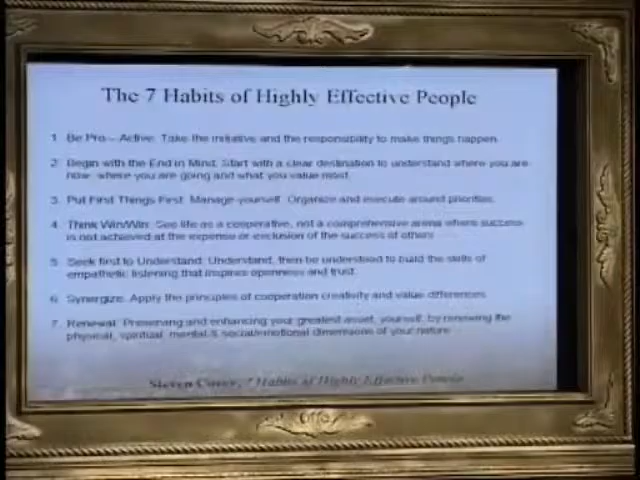 The 7 Habits of Highly Effective People
1. Be Pro – Active. Take the initiative and the responsibility to make things happen.
2. Begin with the End in Mind. Start with a clear destination to understand where you are
now, where you are going and what you value most.
3. Put First Things First. Manage yourself. Organize and execute around priorities.
4. Think Win/Win. See life as a cooperative, not a comprehensive arena where success
is not achieved at the expense or exclusion of the success of others.
5. Seek first to Understand. Understand, then be understood to build the skills of
empathetic listening that inspires openness and trust.
6. Synergize. Apply the principles of cooperation creativity and value differences.
7. Renewal. Preserving and enhancing your greatest asset, yourself, by renewing the
physical, spiritual, mental & social/emotional dimensions of your nature.
Steven Covey, 7 Habits of Highly Effective People